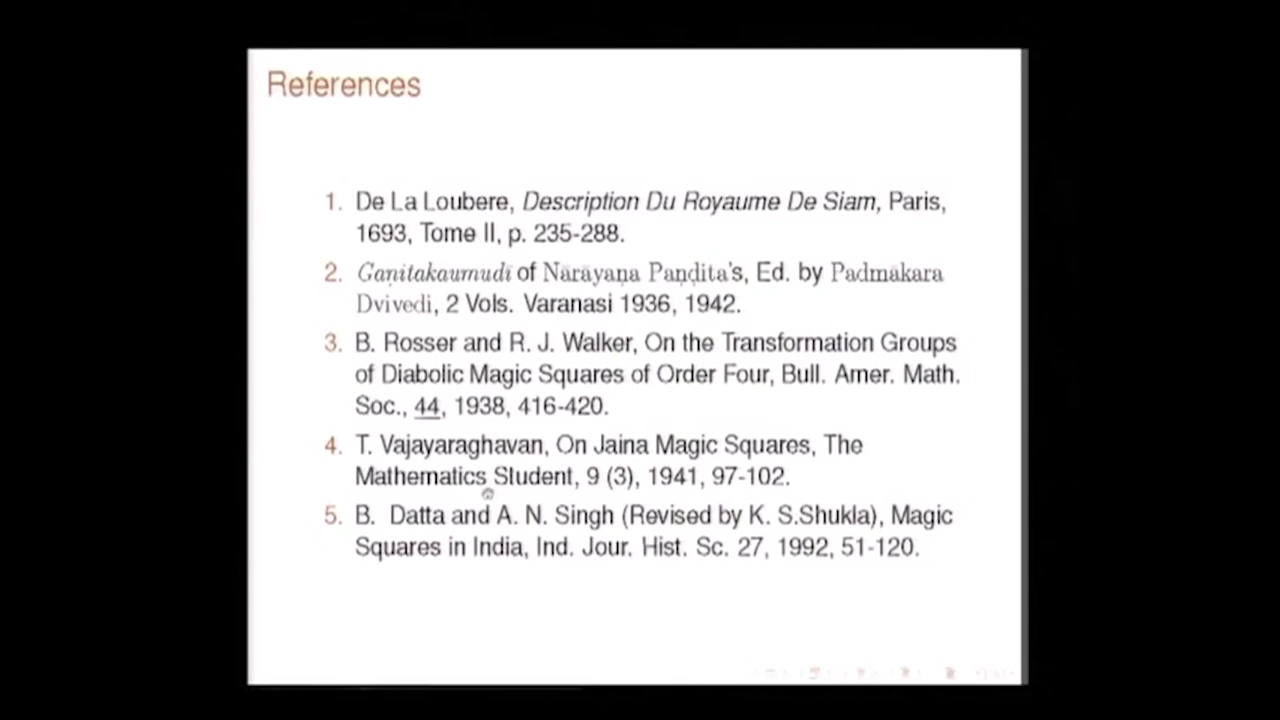 References
1. De La Loubere, Description Du Royaume De Siam, Paris,
1693, Tome II, p. 235-288.
2. Gaṇitakaumudī of Nārāyaṇa Paṇḍita's, Ed. by Padmākara
Dvivedi, 2 Vols. Varanasi 1936, 1942.
3. B. Rosser and R. J. Walker, On the Transformation Groups
of Diabolic Magic Squares of Order Four, Bull. Amer. Math.
Soc., 44, 1938, 416-420.
4. T. Vajayaraghavan, On Jaina Magic Squares, The
Mathematics Student, 9 (3), 1941, 97-102.
5. B. Datta and A. N. Singh (Revised by K. S.Shukla), Magic
Squares in India, Ind. Jour. Hist. Sc. 27, 1992, 51-120.